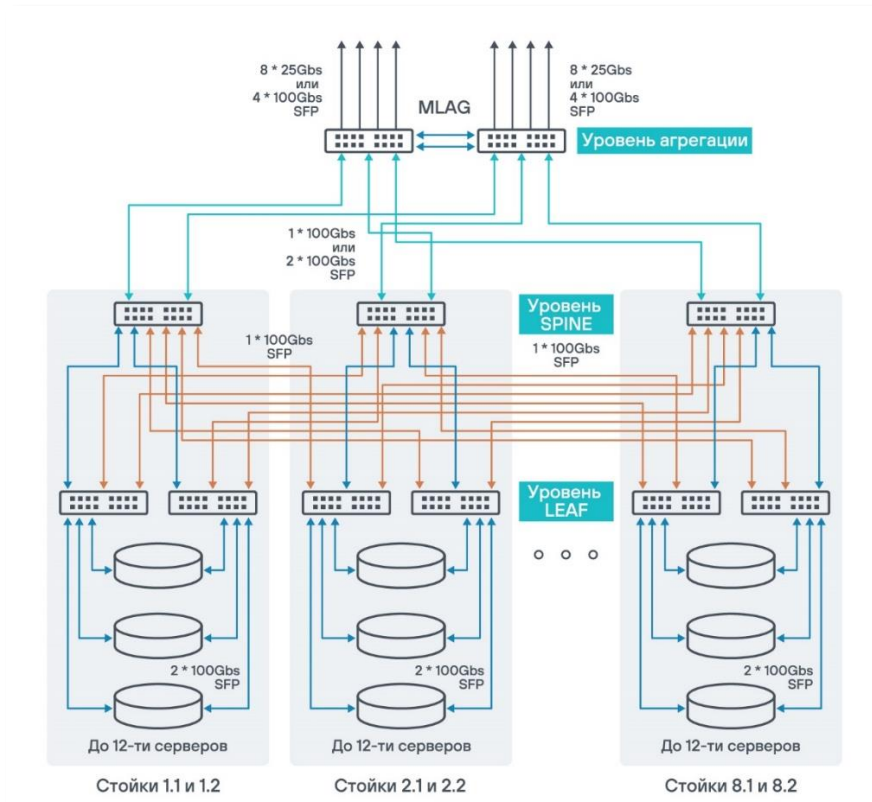 8 * 25Gbs
или
4 * 100Gbs
SFP
MLAG
8 * 25Gbs
или
4 * 100Gbs
SFP
Уровень агрегации
1 * 100Gbs
или
2 * 100Gbs
SFP
Уровень
SPINE
1 * 100Gbs
SFP
1 * 100Gbs
SFP
Уровень
LEAF
2 * 100Gbs
SFP
2 * 100Gbs
SFP
2 * 100Gbs
SFP
До 12-ти серверов
До 12-ти серверов
До 12-ти серверов
Стойки 1.1 и 1.2
Стойки 2.1 и 2.2
Стойки 8.1 и 8.2